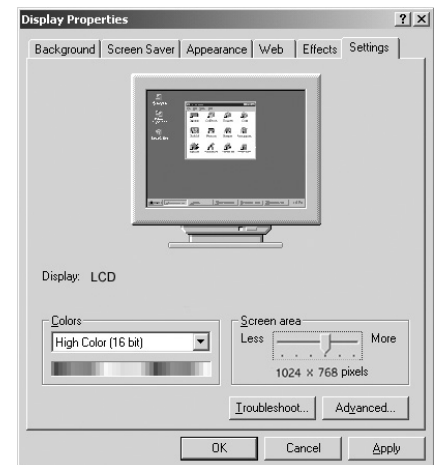 Display Properties
Background Screen Saver Appearance Web Effects Settings
Display: LCD
Colors
High Color (16 bit)
Screen area
Less More
1024 x 768 pixels
Troubleshoot... Advanced...
OK Cancel Apply